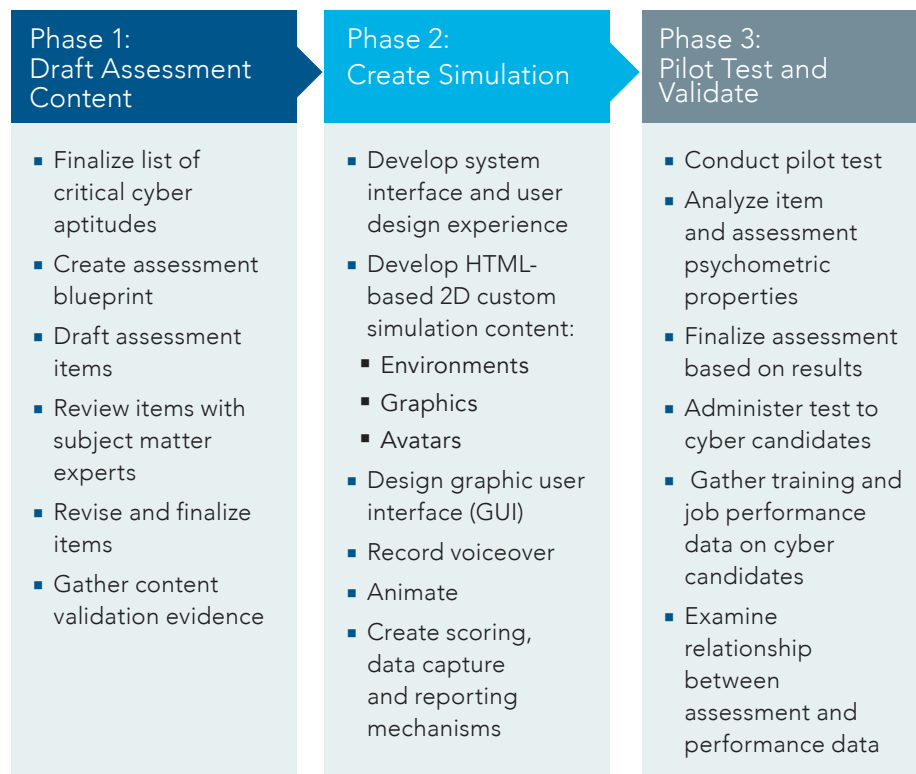 Phase 1:
Draft Assessment
Content
▪ Finalize list of
critical cyber
aptitudes
▪ Create assessment
blueprint
▪ Draft assessment
items
▪ Review items with
subject matter
experts
▪ Revise and finalize
items
▪ Gather content
validation evidence
Phase 2:
Create Simulation
▪ Develop system
interface and user
design experience
▪ Develop HTML-
based 2D custom
simulation content:
▪ Environments
▪ Graphics
▪ Avatars
▪ Design graphic user
interface (GUI)
▪ Record voiceover
▪ Animate
▪ Create scoring,
data capture
and reporting
mechanisms
Phase 3:
Pilot Test and
Validate
▪ Conduct pilot test
▪ Analyze item
and assessment
psychometric
properties
▪ Finalize assessment
based on results
▪ Administer test to
cyber candidates
▪ Gather training and
job performance
data on cyber
candidates
▪ Examine
relationship
between
assessment and
performance data